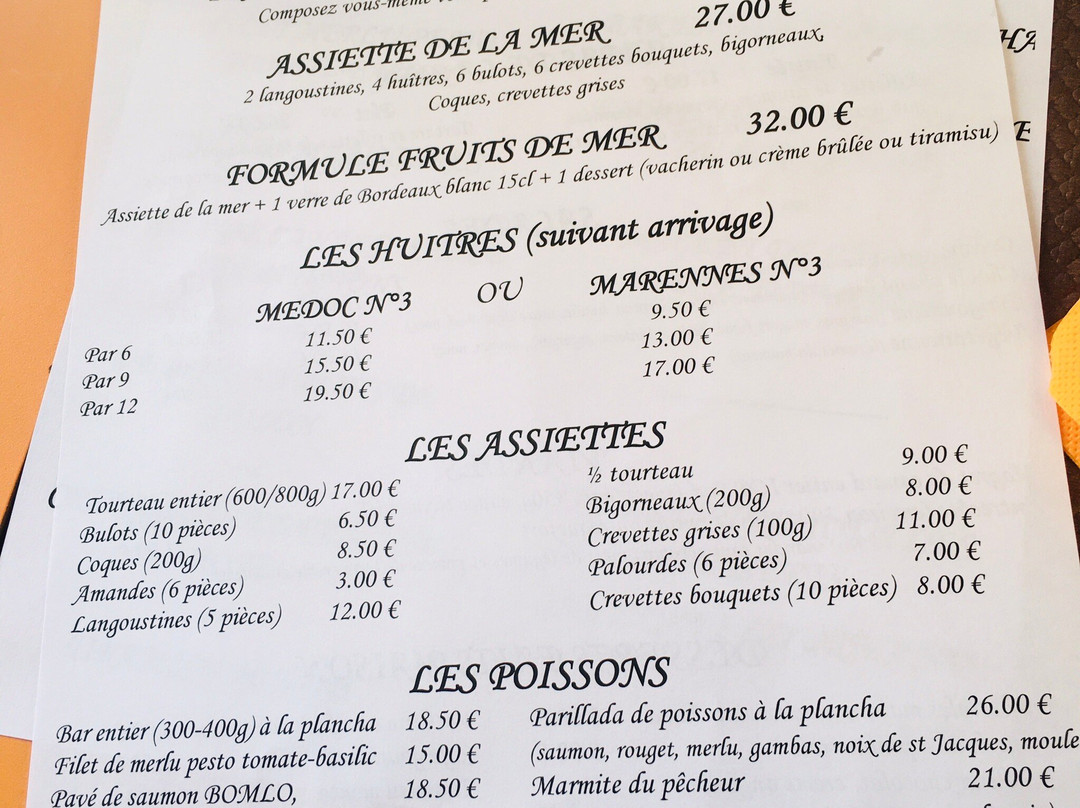 Composez vous-même
ASSIETTE DE LA MER 27.00 €
2 langoustines, 4 huîtres, 6 bulots, 6 crevettes bouquets, bigorneaux,
Coques, crevettes grises
FORMULE FRUITS DE MER 32.00 €
Assiette de la mer + 1 verre de Bordeaux blanc 15cl + 1 dessert (vacherin ou crème brûlée ou tiramisu)
LES HUITRES (suivant arrivage)
MEDOC N°3 OU MARENNES N°3
Par 6 11.50 € 9.50 €
Par 9 15.50 € 13.00 €
Par 12 19.50 € 17.00 €
LES ASSIETTES
Tourteau entier (600/800g) 17.00 € ½ tourteau 9.00 €
Bulots (10 pièces) 6.50 € Bigorneaux (200g) 8.00 €
Coques (200g) 8.50 € Crevettes grises (100g) 11.00 €
Amandes (6 pièces) 3.00 € Palourdes (6 pièces) 7.00 €
Langoustines (5 pièces) 12.00 € Crevettes bouquets (10 pièces) 8.00 €
LES POISSONS
Bar entier (300-400g) à la plancha 18.50 € Parillada de poissons à la plancha 26.00 €
Filet de merlu pesto tomate-basilic 15.00 € (saumon, rouget, merlu, gambas, noix de st Jacques, moule
Pavé de saumon BOMLO, 18.50 € Marmite du pêcheur 21.00 €